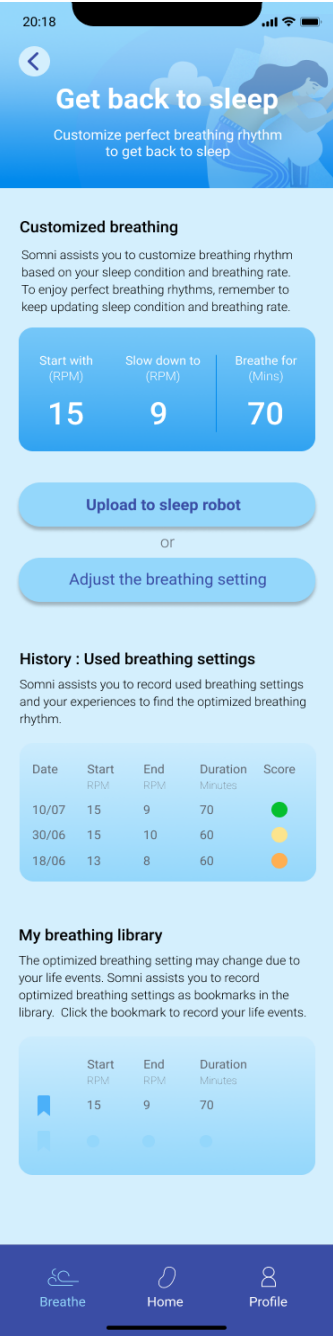 20:18
Get back to sleep
Customize perfect breathing rhythm
to get back to sleep
Customized breathing
Somni assists you to customize breathing rhythm
based on your sleep condition and breathing rate.
To enjoy perfect breathing rhythms, remember to
keep updating sleep condition and breathing rate.
Start with Slow down to Breathe for
(RPM) (RPM) (Mins)
15 9 70
Upload to sleep robot
or
Adjust the breathing setting
History : Used breathing settings
Somni assists you to record used breathing settings
and your experiences to find the optimized breathing
rhythm.
Date Start End Duration Score
RPM RPM Minutes
10/07 15 9 70
30/06 15 10 60
18/06 13 8 60
My breathing library
The optimized breathing setting may change due to
your life events. Somni assists you to record
optimized breathing settings as bookmarks in the
library. Click the bookmark to record your life events.
Start End Duration
RPM RPM Minutes
15 9 70
Breathe Home Profile